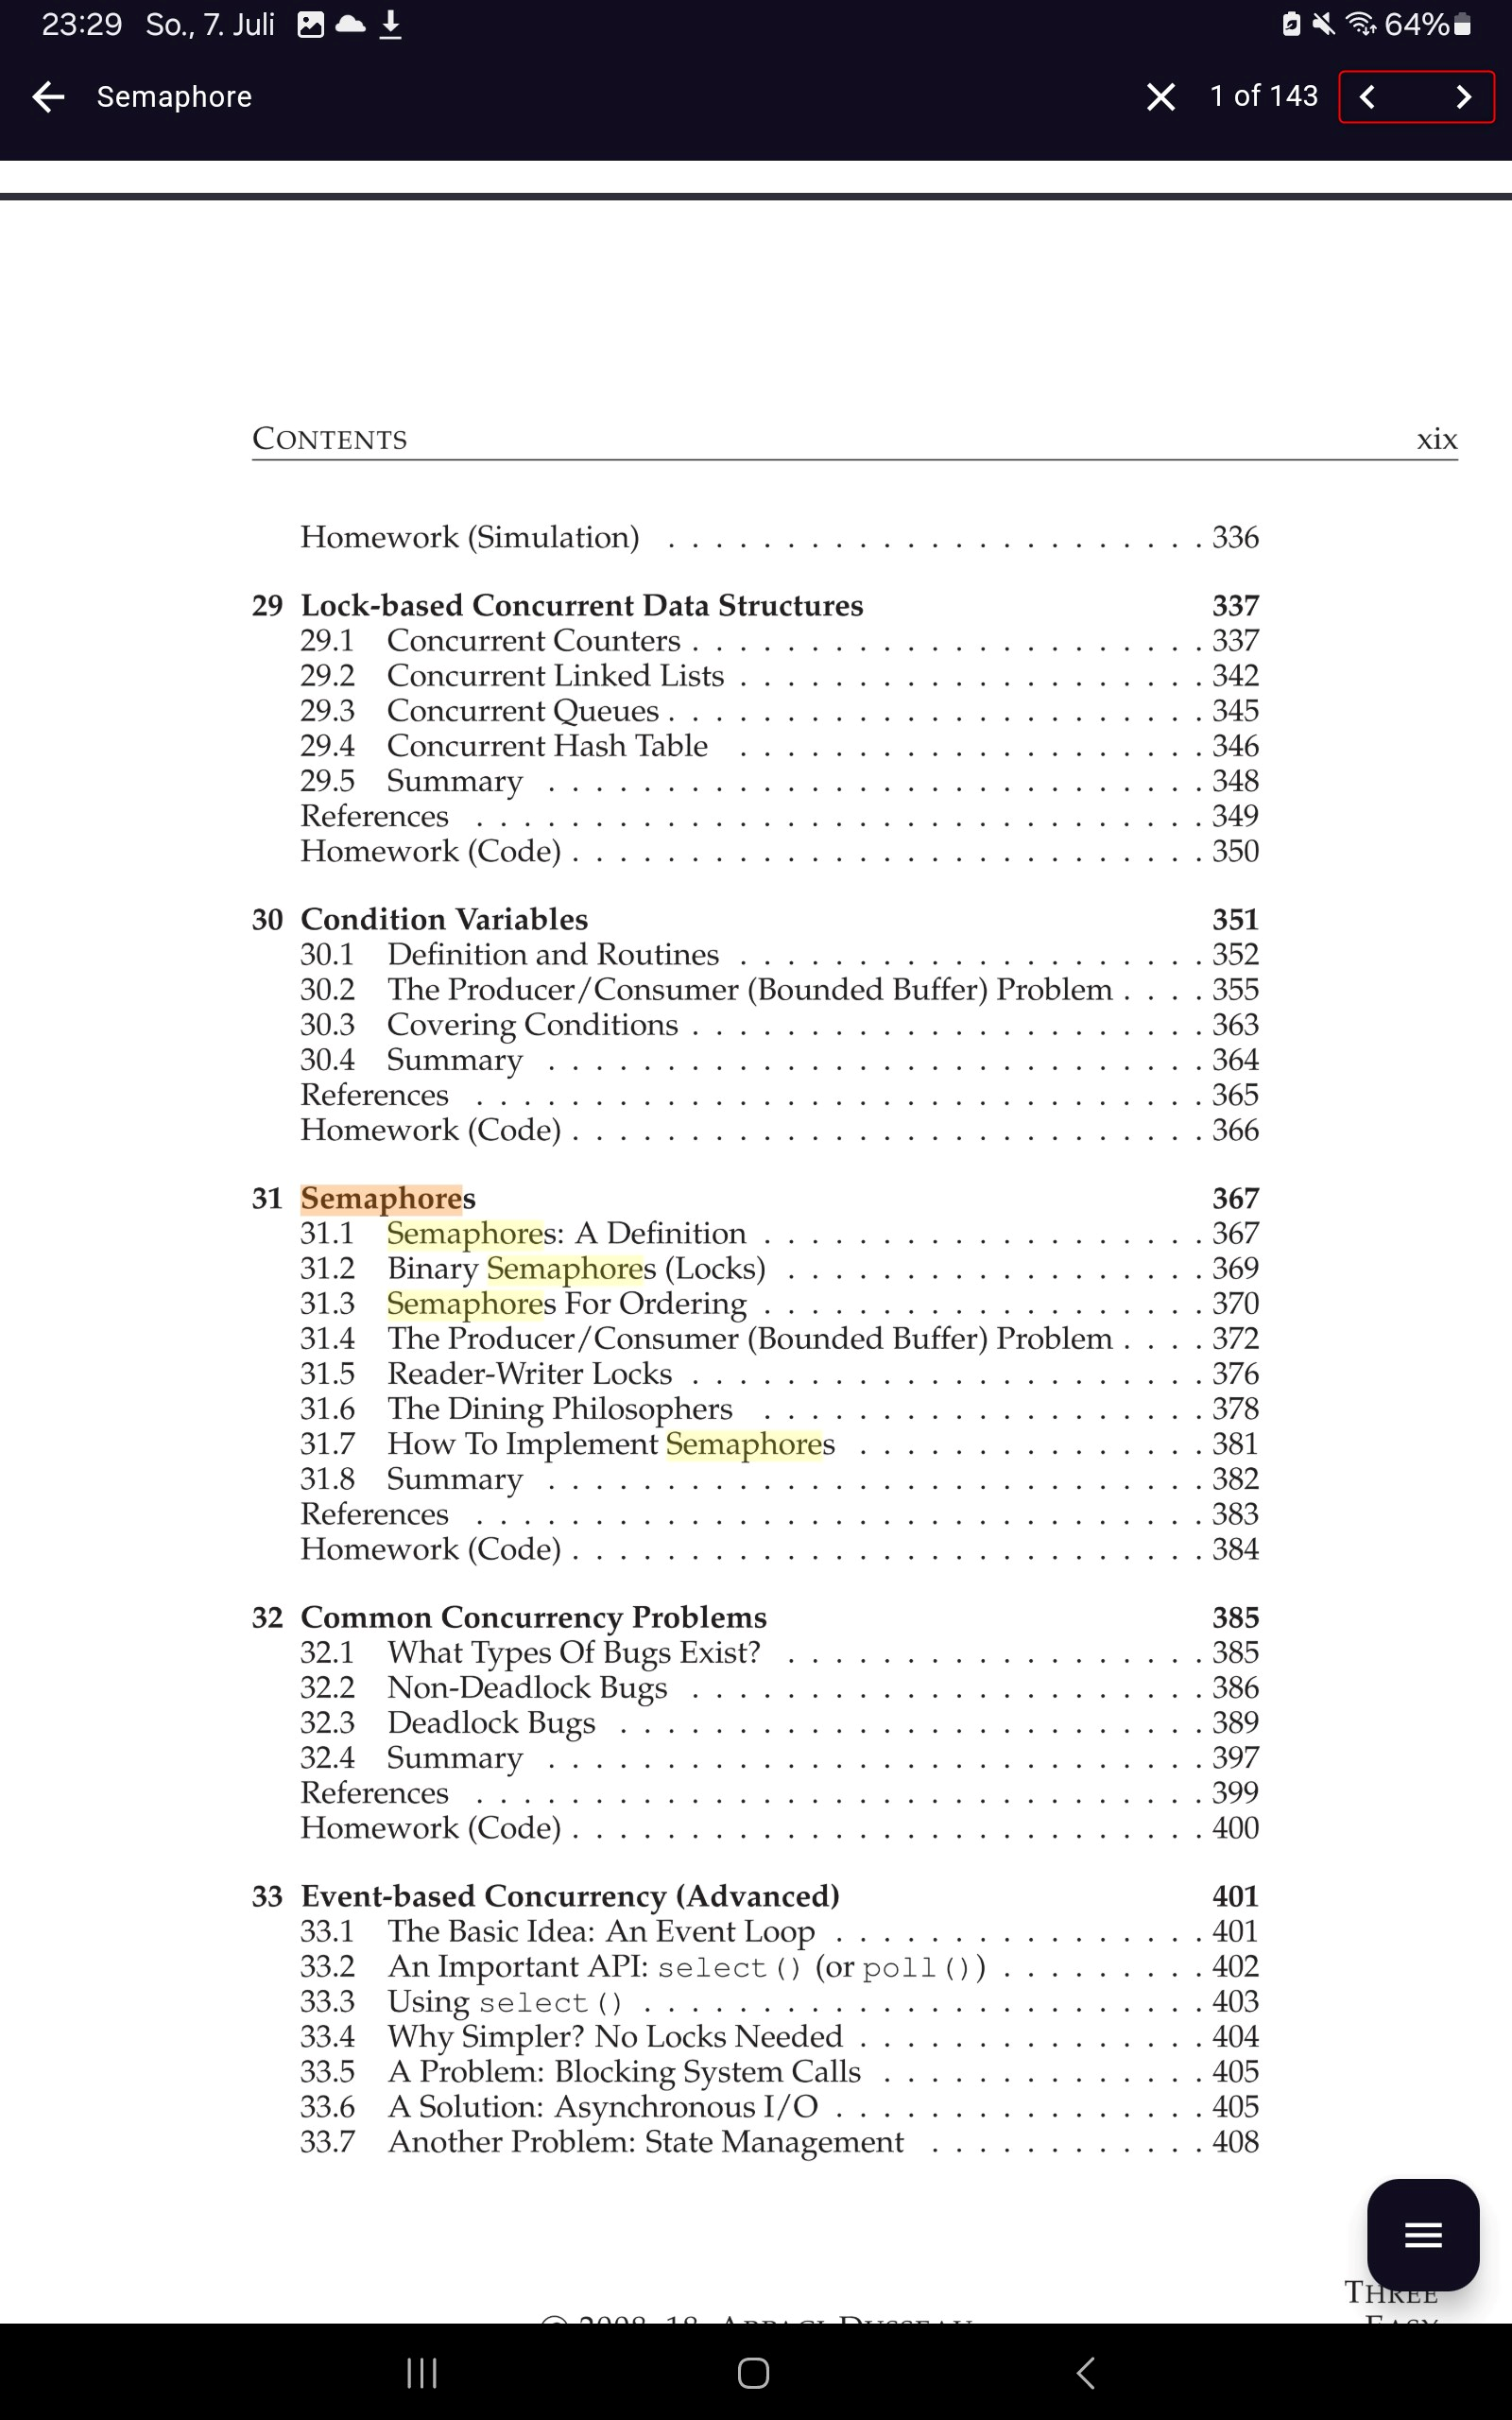 23:29 So., 7. Juli 64%
Semaphore 1 of 143
CONTENTS xix
Homework (Simulation) . . . . . . . . . . . . . . . . . . . . . . . 336
29 Lock-based Concurrent Data Structures 337
29.1 Concurrent Counters . . . . . . . . . . . . . . . . . . . . . . 337
29.2 Concurrent Linked Lists . . . . . . . . . . . . . . . . . . . . 342
29.3 Concurrent Queues . . . . . . . . . . . . . . . . . . . . . . . 345
29.4 Concurrent Hash Table . . . . . . . . . . . . . . . . . . . . 346
29.5 Summary . . . . . . . . . . . . . . . . . . . . . . . . . . . . 348
References . . . . . . . . . . . . . . . . . . . . . . . . . . . . . . . 349
Homework (Code) . . . . . . . . . . . . . . . . . . . . . . . . . . . 350
30 Condition Variables 351
30.1 Definition and Routines . . . . . . . . . . . . . . . . . . . . 352
30.2 The Producer/Consumer (Bounded Buffer) Problem . . . . 355
30.3 Covering Conditions . . . . . . . . . . . . . . . . . . . . . . 363
30.4 Summary . . . . . . . . . . . . . . . . . . . . . . . . . . . . 364
References . . . . . . . . . . . . . . . . . . . . . . . . . . . . . . . 365
Homework (Code) . . . . . . . . . . . . . . . . . . . . . . . . . . . 366
31 Semaphores 367
31.1 Semaphores: A Definition . . . . . . . . . . . . . . . . . . . 367
31.2 Binary Semaphores (Locks) . . . . . . . . . . . . . . . . . . 369
31.3 Semaphores For Ordering . . . . . . . . . . . . . . . . . . . 370
31.4 The Producer/Consumer (Bounded Buffer) Problem . . . . 372
31.5 Reader-Writer Locks . . . . . . . . . . . . . . . . . . . . . . 376
31.6 The Dining Philosophers . . . . . . . . . . . . . . . . . . . 378
31.7 How To Implement Semaphores . . . . . . . . . . . . . . . 381
31.8 Summary . . . . . . . . . . . . . . . . . . . . . . . . . . . . 382
References . . . . . . . . . . . . . . . . . . . . . . . . . . . . . . . 383
Homework (Code) . . . . . . . . . . . . . . . . . . . . . . . . . . . 384
32 Common Concurrency Problems 385
32.1 What Types Of Bugs Exist? . . . . . . . . . . . . . . . . . . 385
32.2 Non-Deadlock Bugs . . . . . . . . . . . . . . . . . . . . . . 386
32.3 Deadlock Bugs . . . . . . . . . . . . . . . . . . . . . . . . . 389
32.4 Summary . . . . . . . . . . . . . . . . . . . . . . . . . . . . 397
References . . . . . . . . . . . . . . . . . . . . . . . . . . . . . . . 399
Homework (Code) . . . . . . . . . . . . . . . . . . . . . . . . . . . 400
33 Event-based Concurrency (Advanced) 401
33.1 The Basic Idea: An Event Loop . . . . . . . . . . . . . . . . 401
33.2 An Important API: select() (or poll()) . . . . . . . . . 402
33.3 Using select() . . . . . . . . . . . . . . . . . . . . . . . . 403
33.4 Why Simpler? No Locks Needed . . . . . . . . . . . . . . . 404
33.5 A Problem: Blocking System Calls . . . . . . . . . . . . . . 405
33.6 A Solution: Asynchronous I/O . . . . . . . . . . . . . . . . 405
33.7 Another Problem: State Management . . . . . . . . . . . . 408
THREE